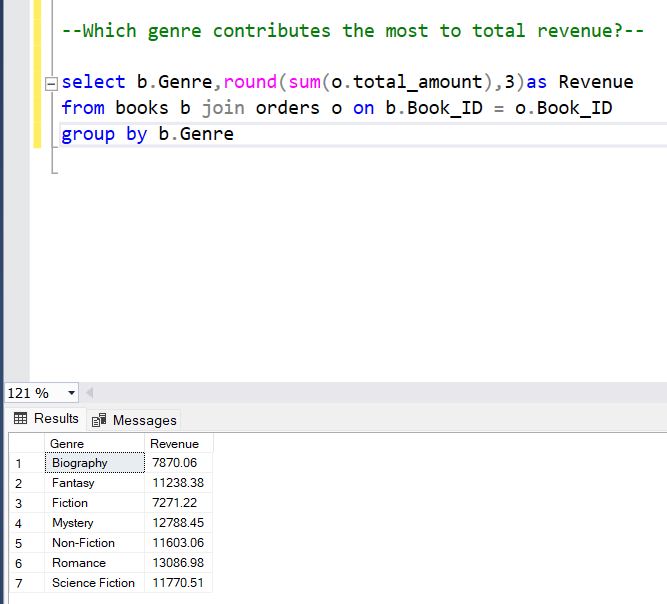 --Which genre contributes the most to total revenue?--
select b.Genre,round(sum(o.total_amount),3)as Revenue
from books b join orders o on b.Book_ID = o.Book_ID
group by b.Genre
121 %
Results Messages
Genre Revenue
1 Biography 7870.06
2 Fantasy 11238.38
3 Fiction 7271.22
4 Mystery 12788.45
5 Non-Fiction 11603.06
6 Romance 13086.98
7 Science Fiction 11770.51